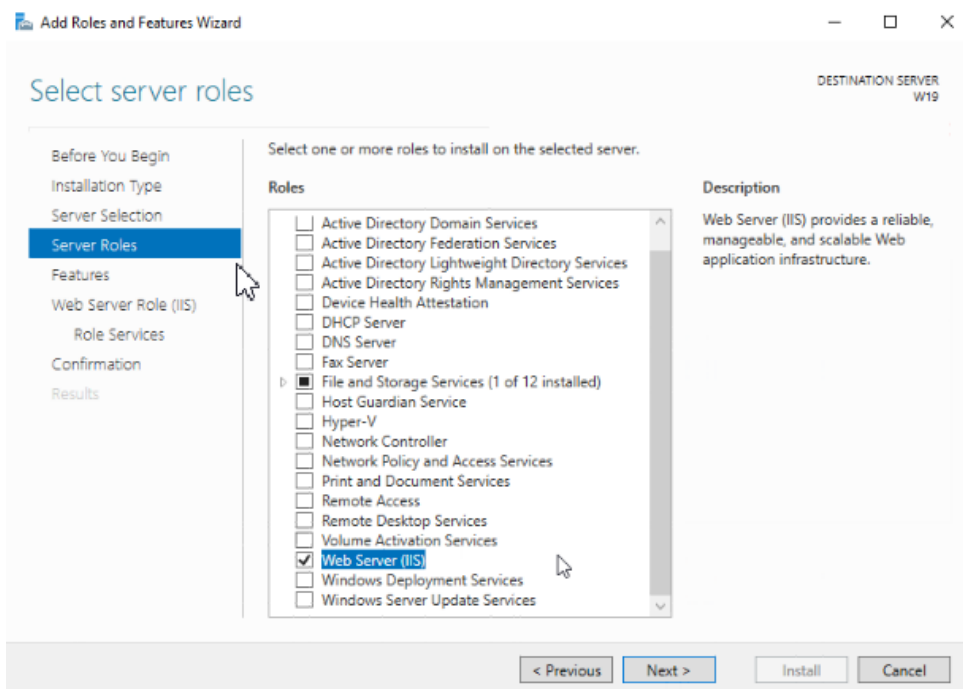 Add Roles and Features Wizard
Select server roles
DESTINATION SERVER
W19
Before You Begin
Installation Type
Server Selection
Server Roles
Features
Web Server Role (IIS)
Role Services
Confirmation
Results
Select one or more roles to install on the selected server.
Roles
Active Directory Domain Services
Active Directory Federation Services
Active Directory Lightweight Directory Services
Active Directory Rights Management Services
Device Health Attestation
DHCP Server
DNS Server
Fax Server
File and Storage Services (1 of 12 installed)
Host Guardian Service
Hyper-V
Network Controller
Network Policy and Access Services
Print and Document Services
Remote Access
Remote Desktop Services
Volume Activation Services
Web Server (IIS)
Windows Deployment Services
Windows Server Update Services
Description
Web Server (IIS) provides a reliable,
manageable, and scalable Web
application infrastructure.
< Previous
Next >
Install
Cancel